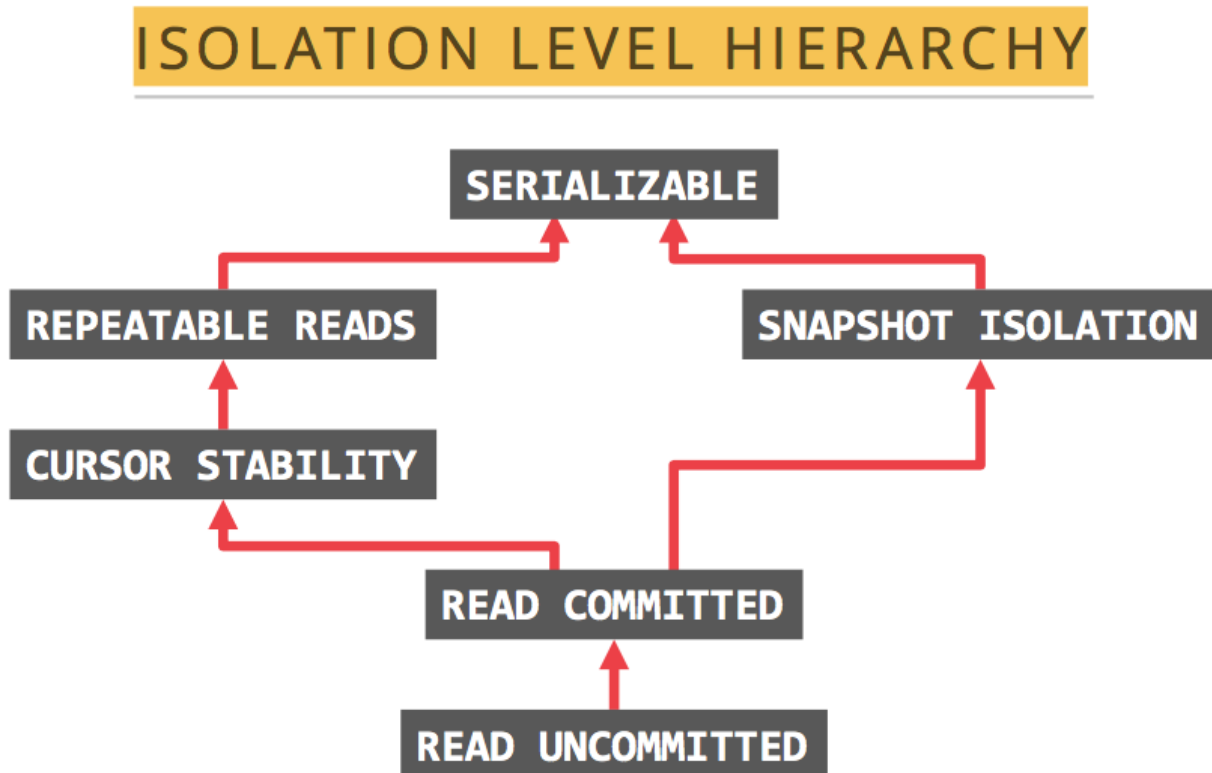 ISOLATION LEVEL HIERARCHY
SERIALIZABLE
REPEATABLE READS
SNAPSHOT ISOLATION
CURSOR STABILITY
READ COMMITTED
READ UNCOMMITTED